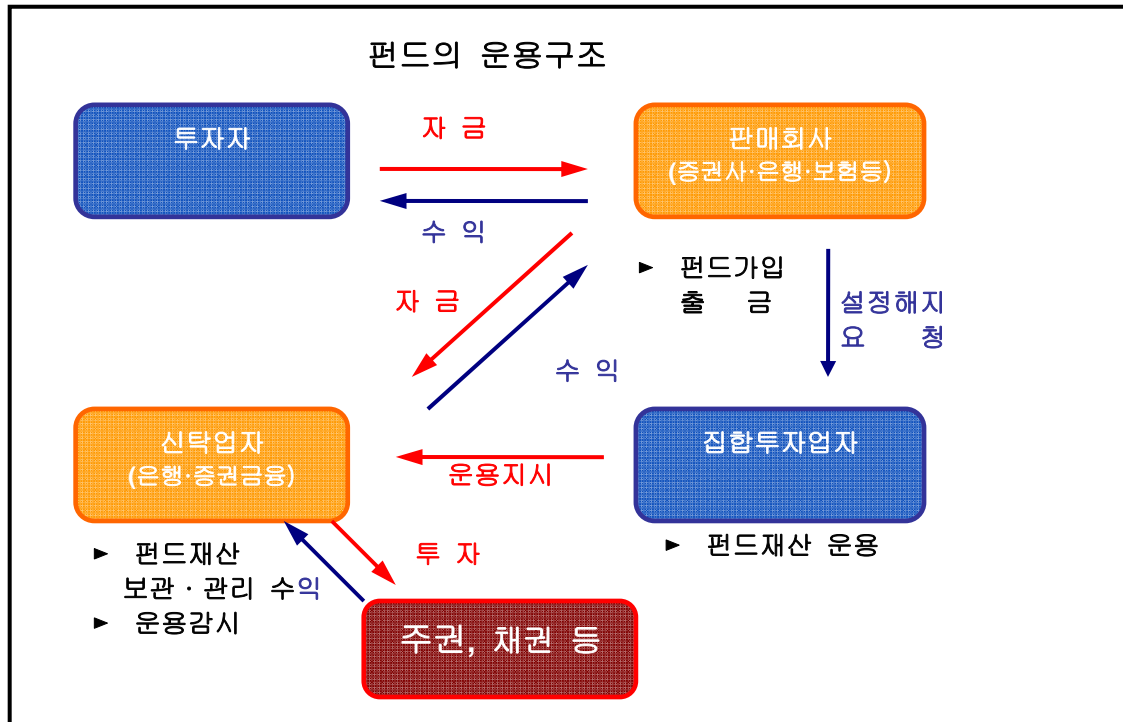 펀드의 운용구조
투자자
자 금
판매회사
(증권사·은행·보험등)
수 익
► 펀드가입
출 금
자 금
설정해지
요 청
수 익
신탁업자
(은행·증권금융)
집합투자업자
운용지시
► 펀드재산
보관·관리 수익
► 운용감시
투 자
► 펀드재산 운용
주권, 채권 등